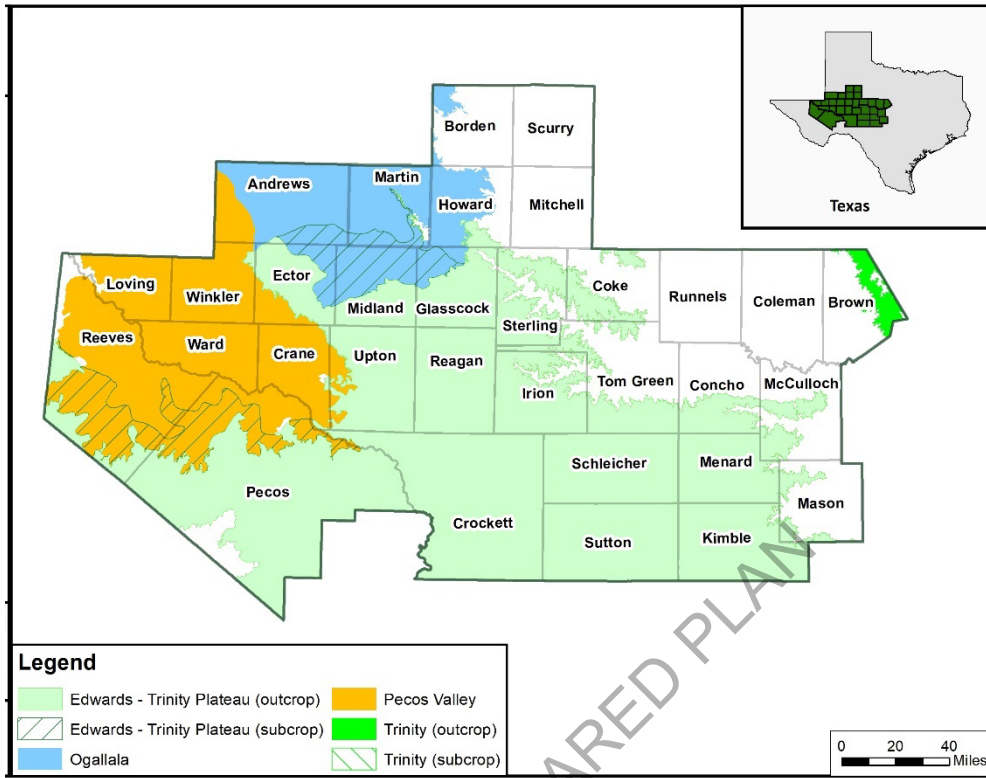 Borden
Scurry
Andrews
Martin
Howard
Mitchell
Texas
Loving
Winkler
Ector
Midland
Glasscock
Sterling
Coke
Runnels
Coleman
Brown
Reeves
Ward
Crane
Upton
Reagan
Irion
Tom Green
Concho
McCulloch
Pecos
Crockett
Schleicher
Menard
Mason
Sutton
Kimble
ARED PLAN
Legend
Edwards - Trinity Plateau (outcrop)
Edwards - Trinity Plateau (subcrop)
Ogallala
Pecos Valley
Trinity (outcrop)
Trinity (subcrop)
0 20 40
Miles